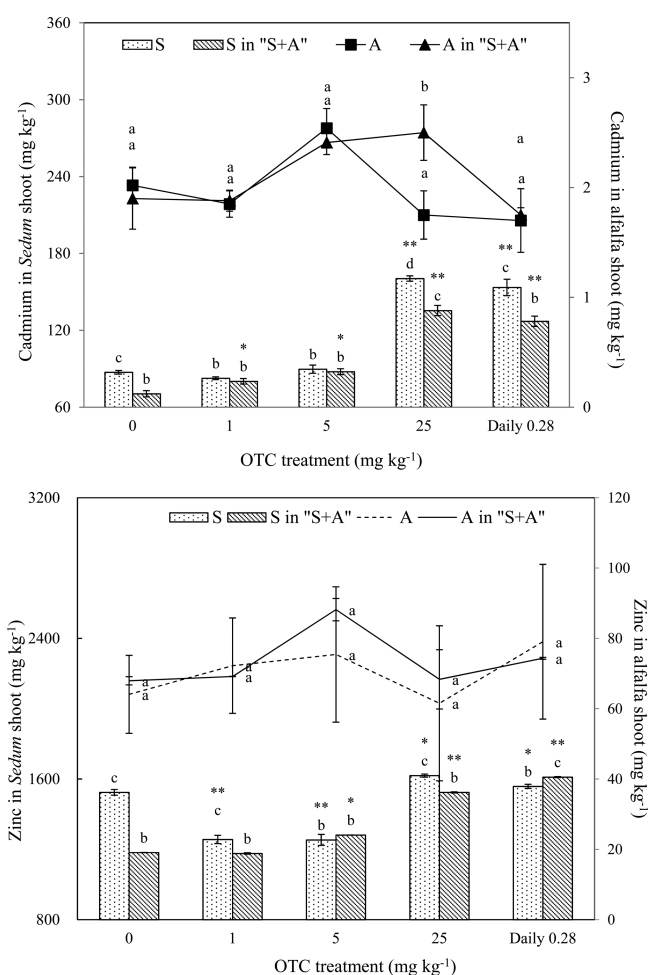 S S in "S+A" A A in "S+A"
360
300
240
180
120
60
3
2
1
0
Cadmium in Sedum shoot (mg kg-1)
Cadmium in alfalfa shoot (mg kg-1)
a a a b a
a a a a a
** ** ** **
d c c b
* *
c b b b b b
0 1 5 25 Daily 0.28
OTC treatment (mg kg-1)
S S in "S+A" A A in "S+A"
3200
2400
1600
800
120
100
80
60
40
20
0
Zinc in Sedum shoot (mg kg-1)
Zinc in alfalfa shoot (mg kg-1)
a a a a a
a a a a a
** ** * * ** * **
c b c b b b c b b c
0 1 5 25 Daily 0.28
OTC treatment (mg kg-1)